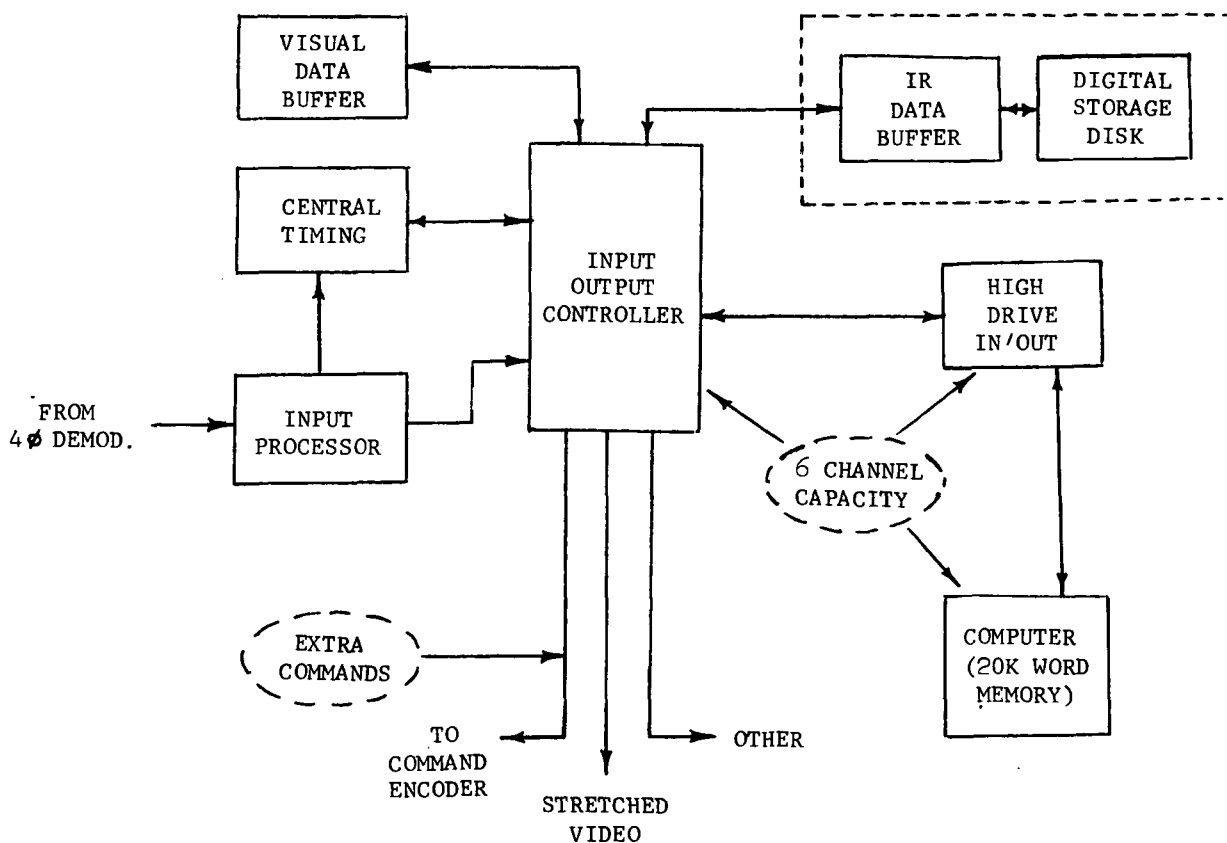 VISUAL
DATA
BUFFER
IR
DATA
BUFFER
DIGITAL
STORAGE
DISK
CENTRAL
TIMING
INPUT
OUTPUT
CONTROLLER
HIGH
DRIVE
IN'OUT
FROM
4ø DEMOD.
INPUT
PROCESSOR
6 CHANNEL
CAPACITY
EXTRA
COMMANDS
COMPUTER
(20K WORD
MEMORY)
TO
COMMAND
ENCODER
OTHER
STRETCHED
VIDEO